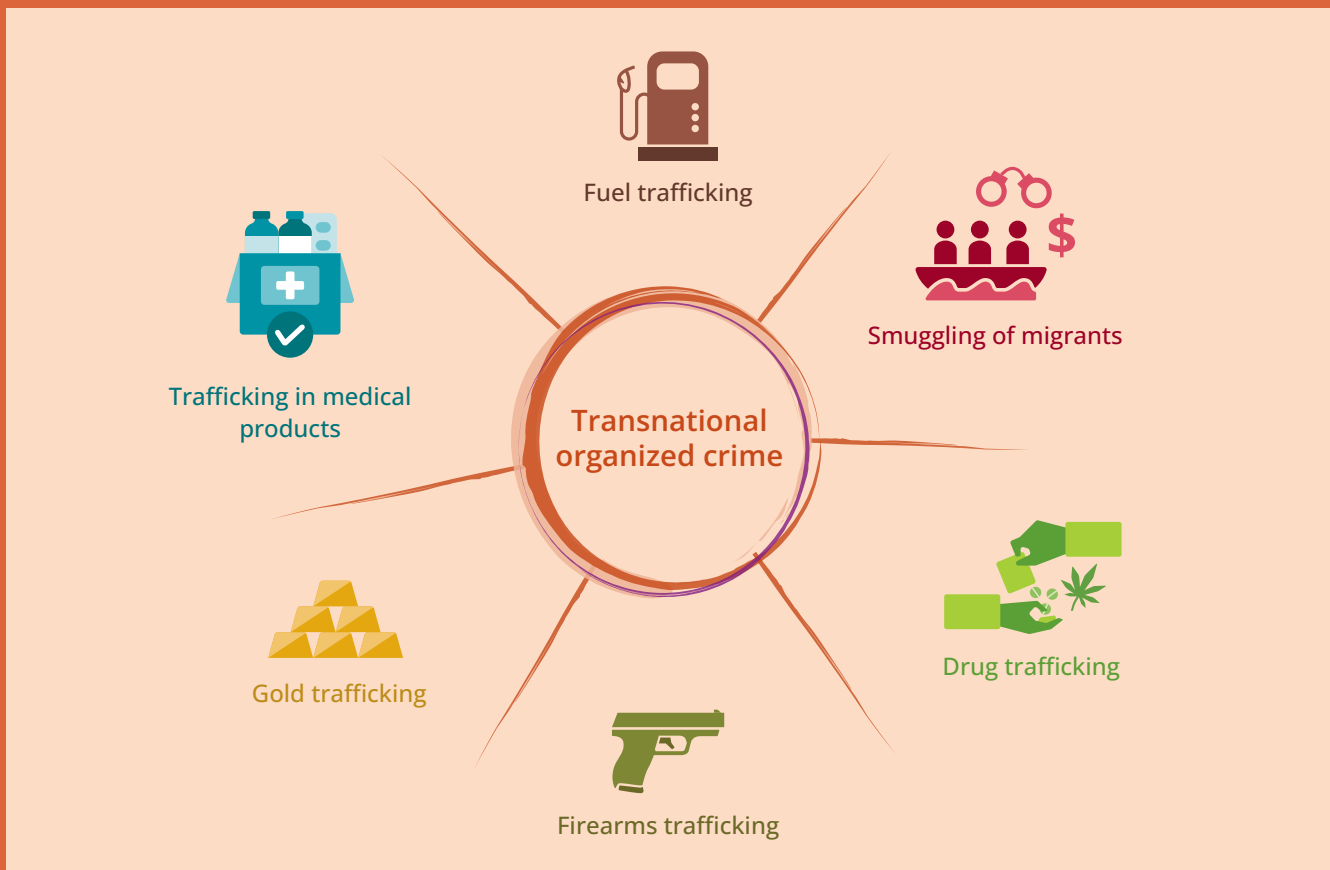 Fuel trafficking
Smuggling of migrants
Trafficking in medical
products
Transnational
organized crime
Drug trafficking
Gold trafficking
Firearms trafficking